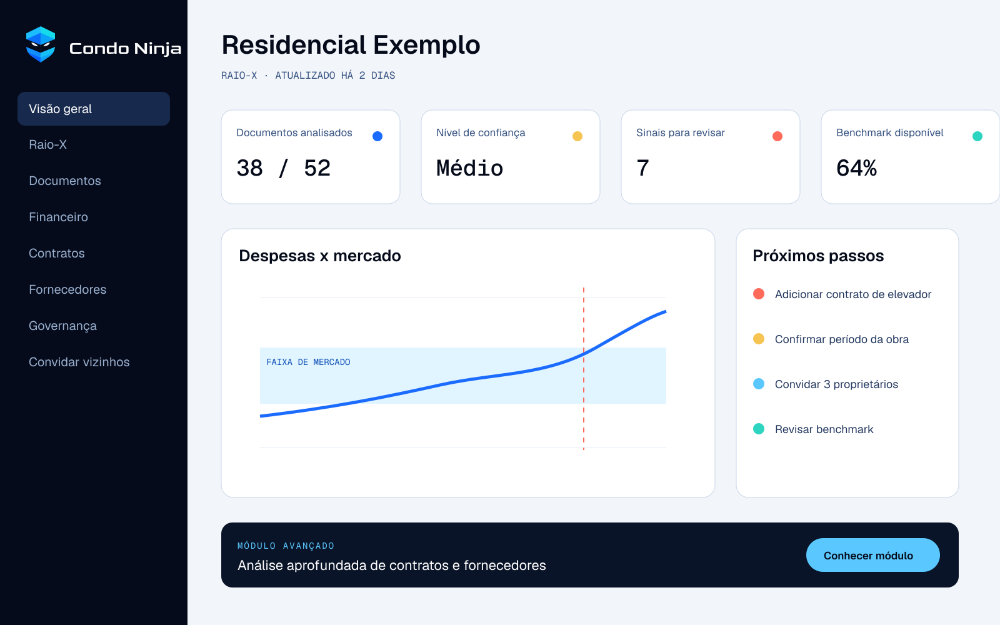 Condo Ninja
Visão geral
Raio-X
Documentos
Financeiro
Contratos
Fornecedores
Governança
Convidar vizinhos
Residencial Exemplo
RAIO-X · ATUALIZADO HÁ 2 DIAS
Documentos analisados
38 / 52
Nível de confiança
Médio
Sinais para revisar
7
Benchmark disponível
64%
Despesas x mercado
FAIXA DE MERCADO
Próximos passos
Adicionar contrato de elevador
Confirmar período da obra
Convidar 3 proprietários
Revisar benchmark
MÓDULO AVANÇADO
Análise aprofundada de contratos e fornecedores
Conhecer módulo